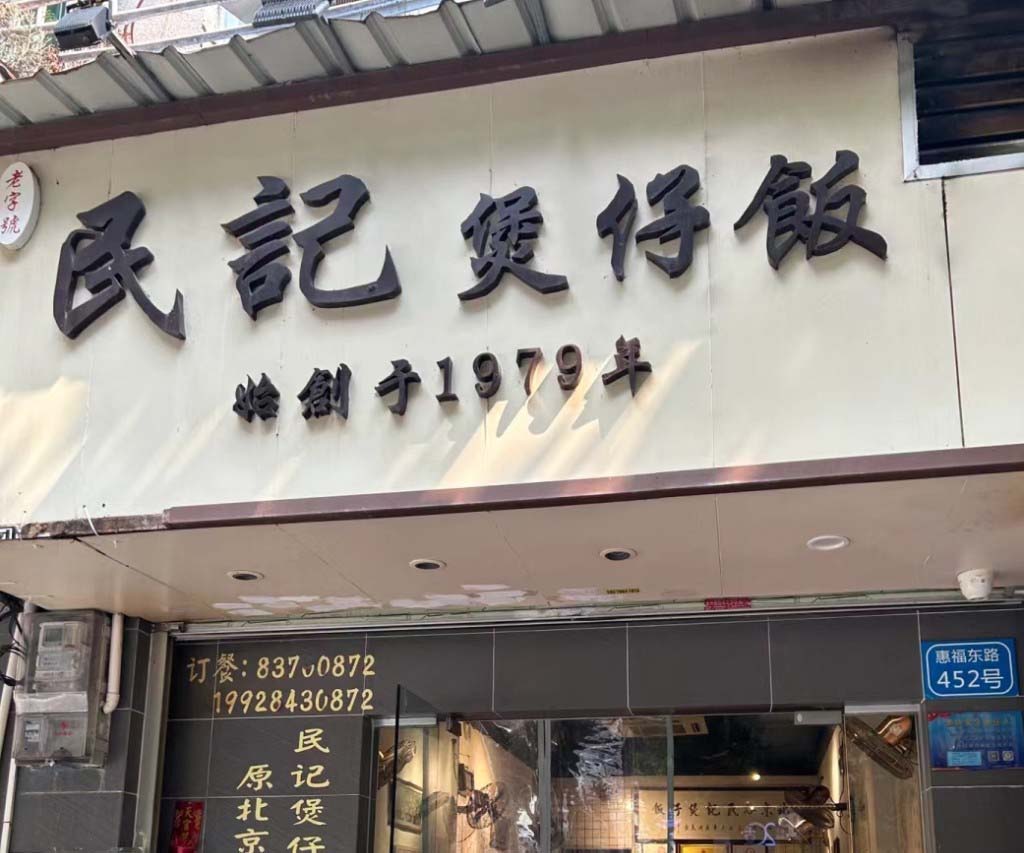 老字號
民記煲仔飯
始創于1979年
订餐:83700872
19928430872
民记煲仔
原北京
惠福东路
452号